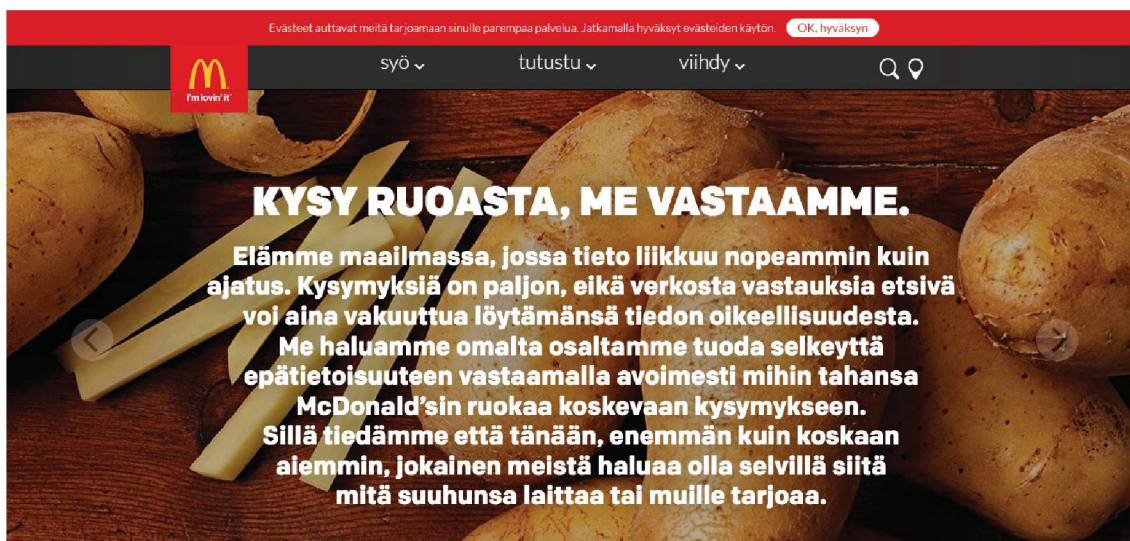 Evästeet auttavat meitä tarjoamaan sinulle parempaa palvelua. Jatkamalla hyväksyt evästeiden käytön. OK, hyväksyn
i'm lovin' it®
syö tutustu viihdy
KYSY RUOASTA, ME VASTAAMME.
Elämme maailmassa, jossa tieto liikkuu nopeammin kuin
ajatus. Kysymyksiä on paljon, eikä verkosta vastauksia etsivä
voi aina vakuuttua löytämänsä tiedon oikeellisuudesta.
Me haluamme omalta osaltamme tuoda selkeyttä
epätietoisuuteen vastaamalla avoimesti mihin tahansa
McDonald'sin ruokaa koskevaan kysymykseen.
Sillä tiedämme että tänään, enemmän kuin koskaan
aiemmin, jokainen meistä haluaa olla selvillä siitä
mitä suuhunsa laittaa tai muille tarjoaa.